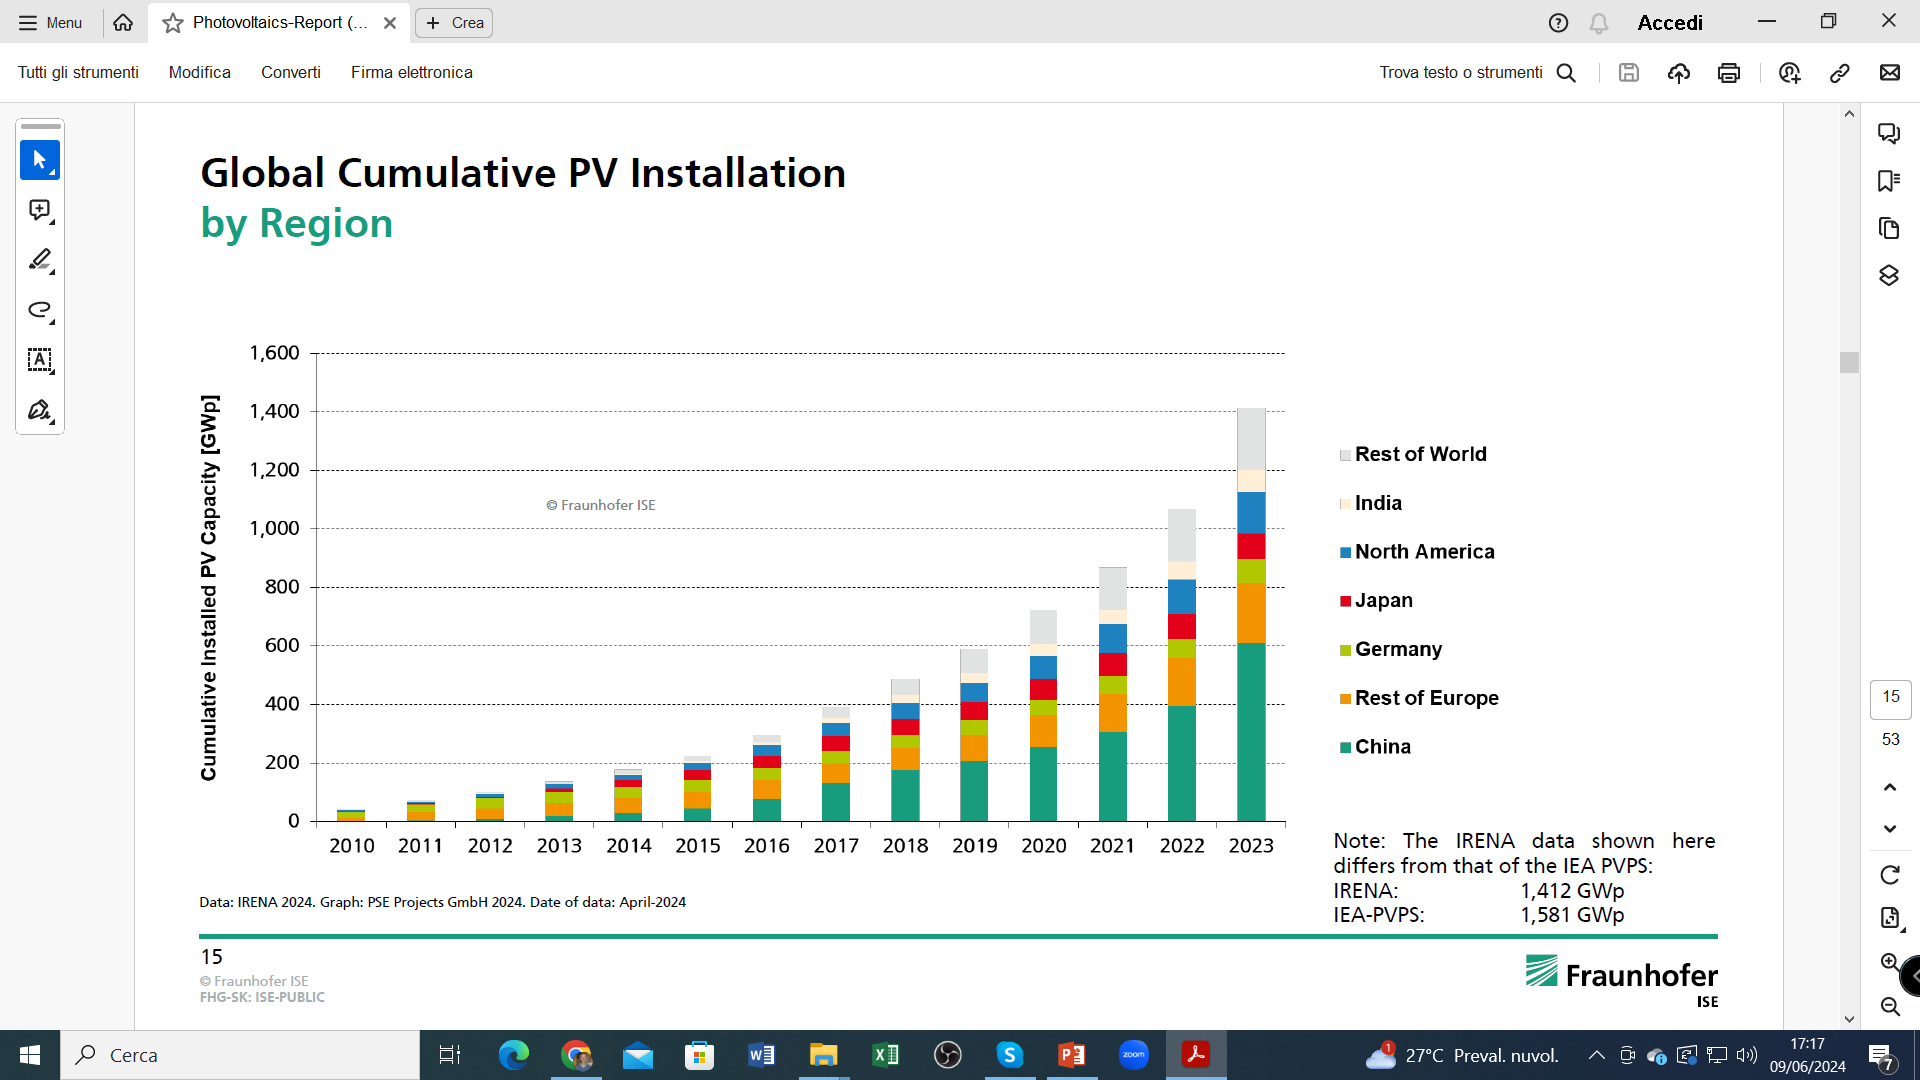 Menu
Photovoltaics-Report (...
Crea
Accedi
Tutti gli strumenti
Modifica
Converti
Firma elettronica
Trova testo o strumenti
Global Cumulative PV Installation
by Region
Cumulative Installed PV Capacity [GWp]
1,600
1,400
1,200
1,000
800
600
400
200
0
© Fraunhofer ISE
2010 2011 2012 2013 2014 2015 2016 2017 2018 2019 2020 2021 2022 2023
Rest of World
India
North America
Japan
Germany
Rest of Europe
China
Note: The IRENA data shown here
differs from that of the IEA PVPS:
IRENA: 1,412 GWp
IEA-PVPS: 1,581 GWp
Data: IRENA 2024. Graph: PSE Projects GmbH 2024. Date of data: April-2024
15
© Fraunhofer ISE
FHG-SK: ISE-PUBLIC
Fraunhofer
ISE
15
53
Cerca
zoom
1
27°C Preval. nuvol.
17:17
09/06/2024
7